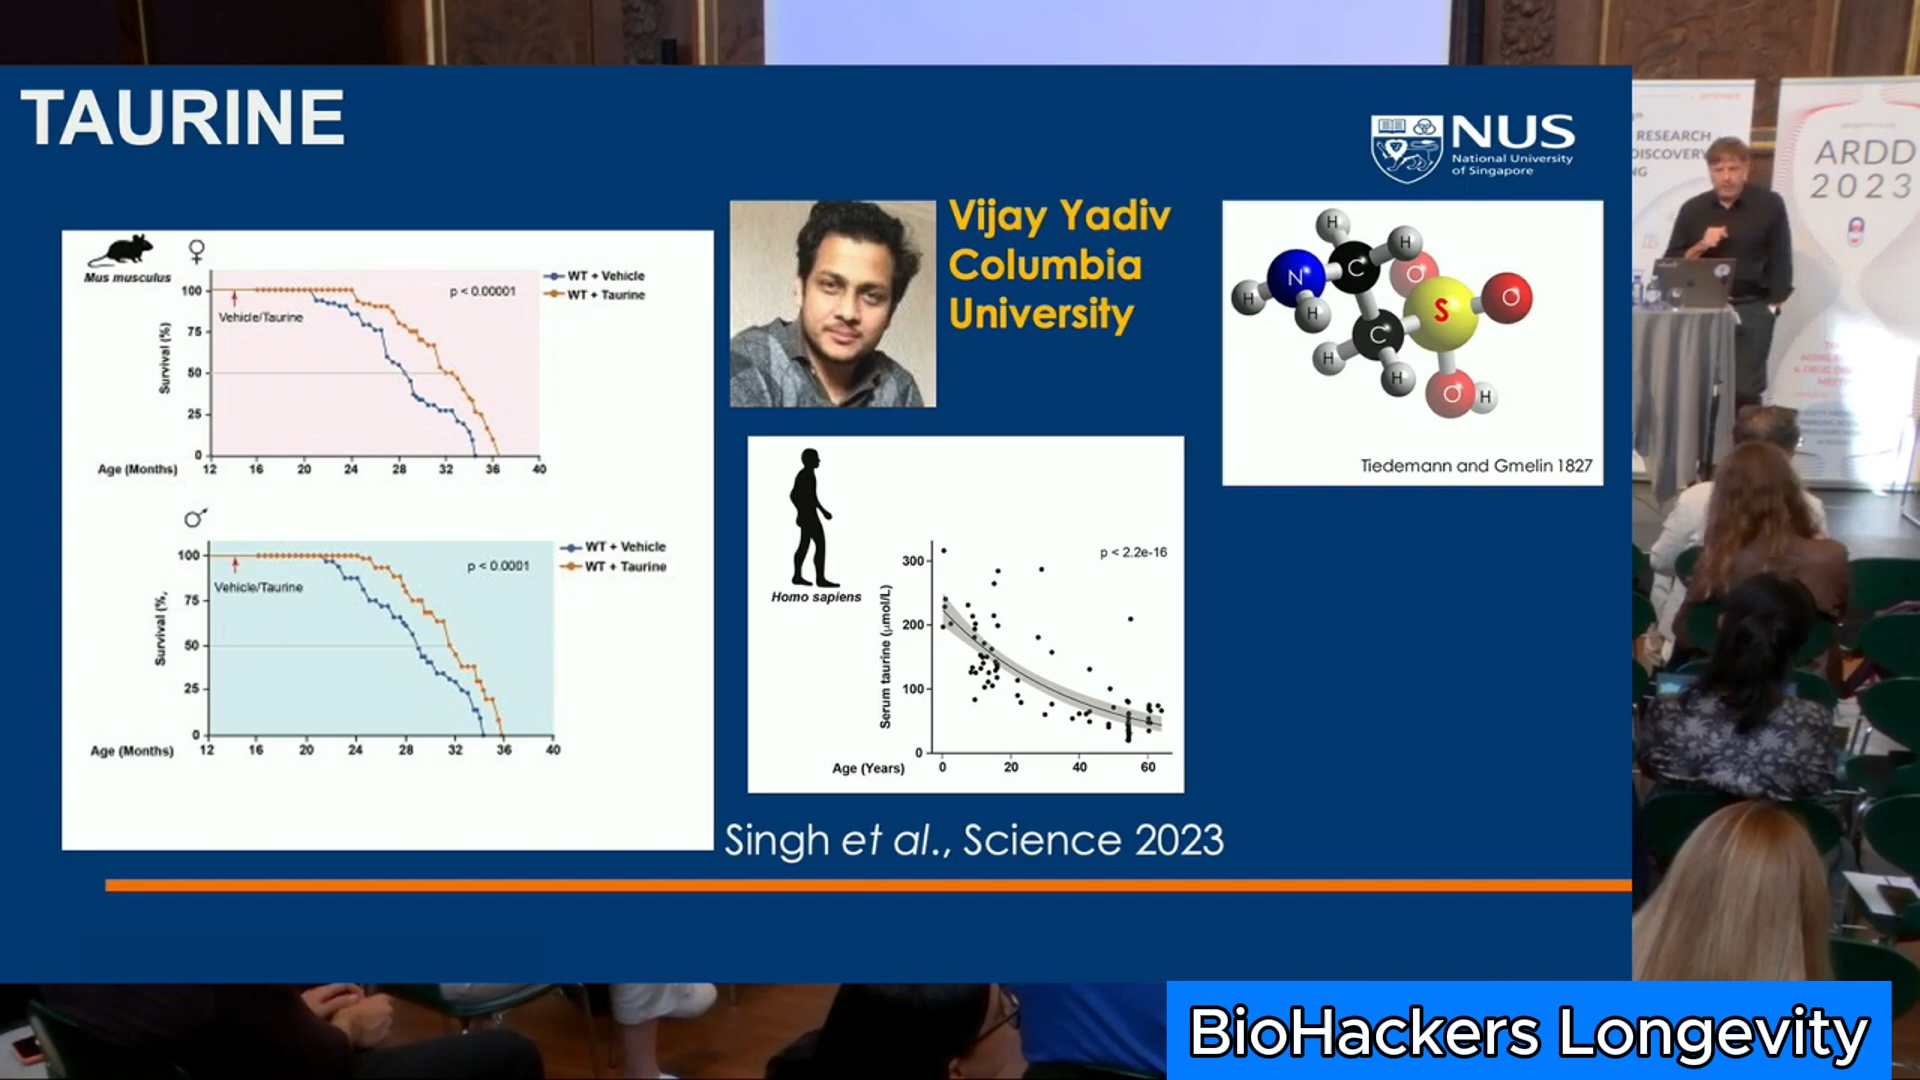 TAURINE
NUS
National University
of Singapore
Mus musculus
♀
WT + Vehicle
WT + Taurine
p < 0.00001
Vehicle/Taurine
Survival (%)
100
75
50
25
0
Age (Months)
12 16 20 24 28 32 36 40
♂
WT + Vehicle
WT + Taurine
p < 0.0001
Vehicle/Taurine
Survival (%,
100
75
50
25
0
Age (Months)
12 16 20 24 28 32 36 40
Vijay Yadiv
Columbia
University
Homo sapiens
p < 2.2e-16
Serum taurine (μmol/L)
300
200
100
0
Age (Years)
0 20 40 60
H
H
N
C
O
H
H
S
O
C
H
H
O
H
Tiedemann and Gmelin 1827
Singh et al., Science 2023
RESEARCH
DISCOVERY
NG
ARDD
2023
BioHackers Longevity